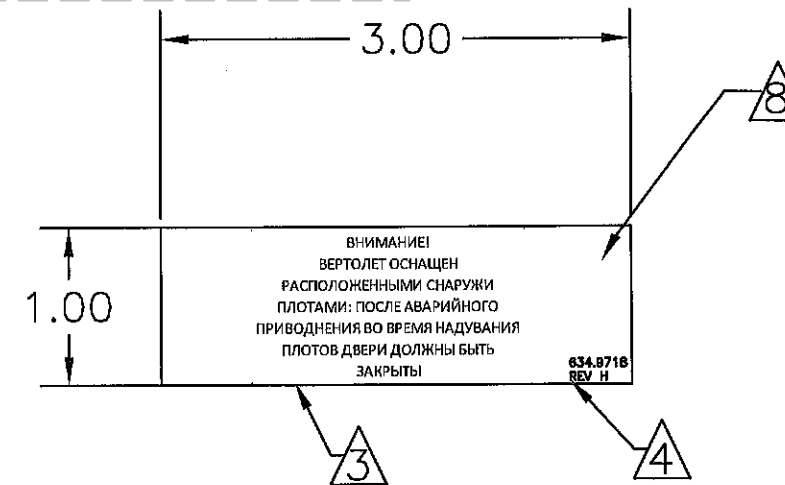 3.00
8
1.00
ВНИМАНИЕ!
ВЕРТОЛЕТ ОСНАЩЕН
РАСПОЛОЖЕННЫМИ СНАРУЖИ
ПЛОТАМИ: ПОСЛЕ АВАРИЙНОГО
ПРИВОДНЕНИЯ ВО ВРЕМЯ НАДУВАНИЯ
ПЛОТОВ ДВЕРИ ДОЛЖНЫ БЫТЬ
ЗАКРЫТЫ
634.8716
REV H
3
4